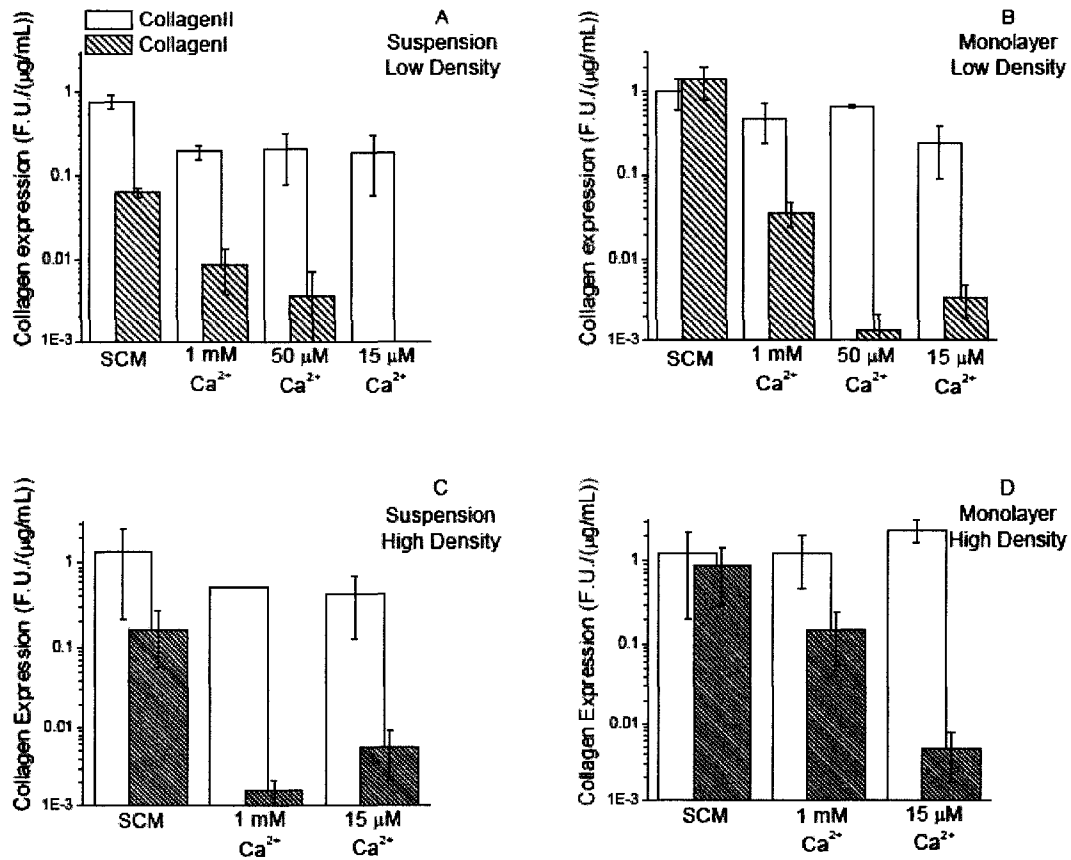 CollagenII
CollagenI
A
Suspension
Low Density
Collagen expression (F.U./(µg/mL))
1
0.1
0.01
1E-3
SCM
1 mM
Ca²⁺
50 µM
Ca²⁺
15 µM
Ca²⁺
B
Monolayer
Low Density
Collagen expression (F.U./(µg/mL))
1
0.1
0.01
1E-3
SCM
1 mM
Ca²⁺
50 µM
Ca²⁺
15 µM
Ca²⁺
C
Suspension
High Density
Collagen Expression (F.U./(µg/mL))
1
0.1
0.01
1E-3
SCM
1 mM
Ca²⁺
15 µM
Ca²⁺
D
Monolayer
High Density
Collagen Expression (F.U./(µg/mL))
1
0.1
0.01
1E-3
SCM
1 mM
Ca²⁺
15 µM
Ca²⁺